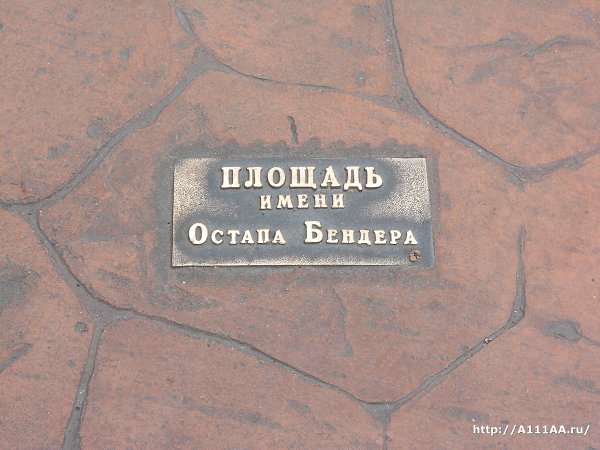 ПЛОЩАДЬ
ИМЕНИ
ОСТАПА БЕНДЕРА
http://A111AA.ru/